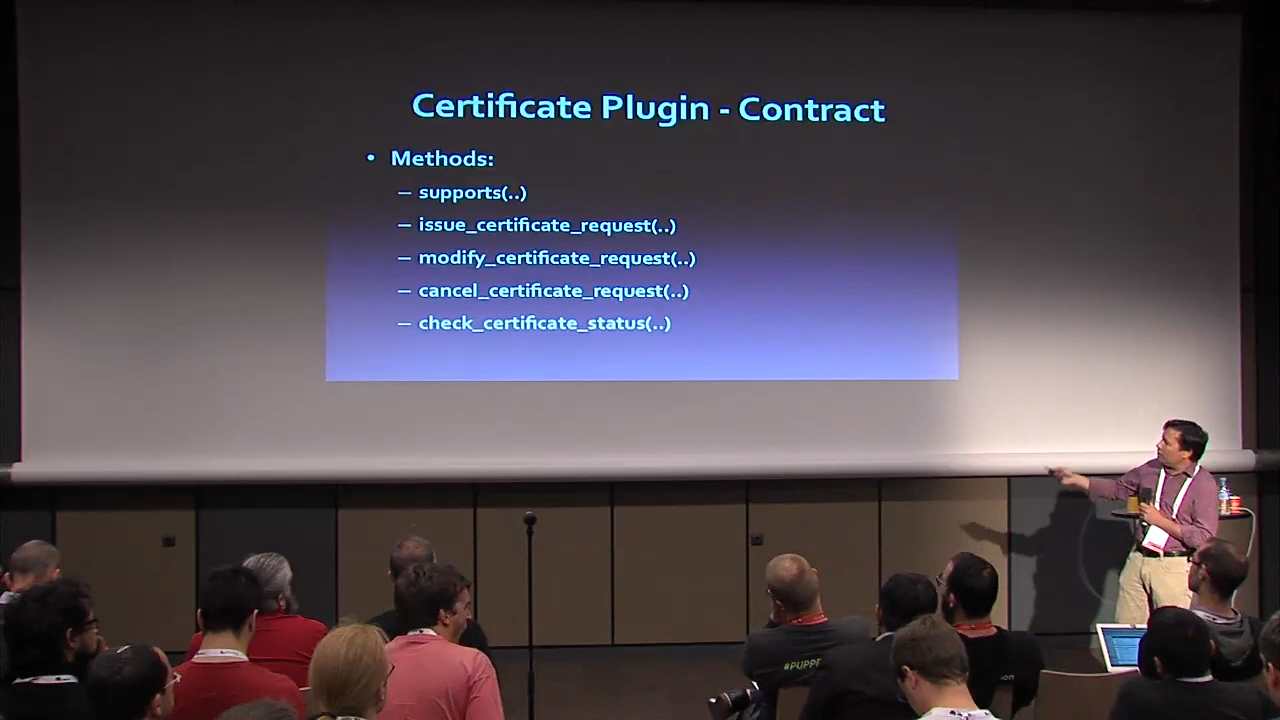 Certificate Plugin - Contract
• Methods:
– supports(..)
– issue_certificate_request(..)
– modify_certificate_request(..)
– cancel_certificate_request(..)
– check_certificate_status(..)